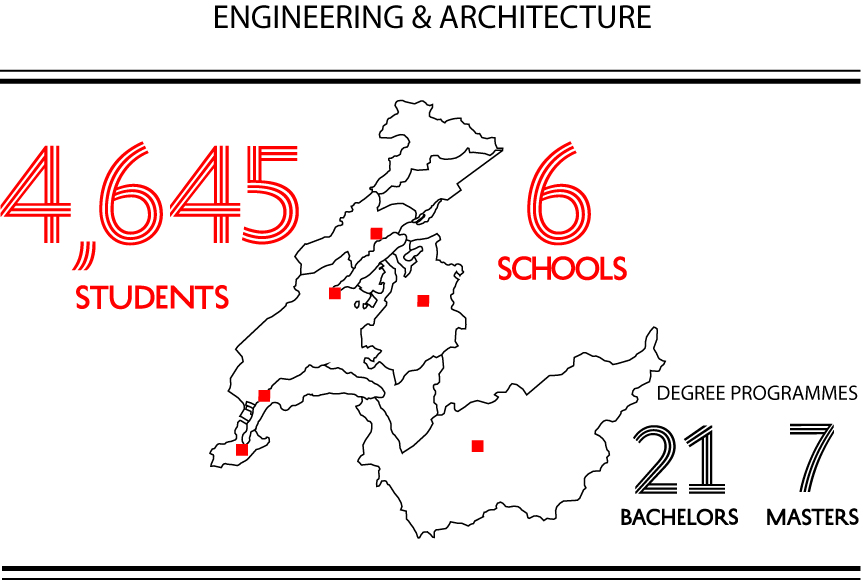 ENGINEERING & ARCHITECTURE
4,645
STUDENTS
6
SCHOOLS
DEGREE PROGRAMMES
21 7
BACHELORS MASTERS